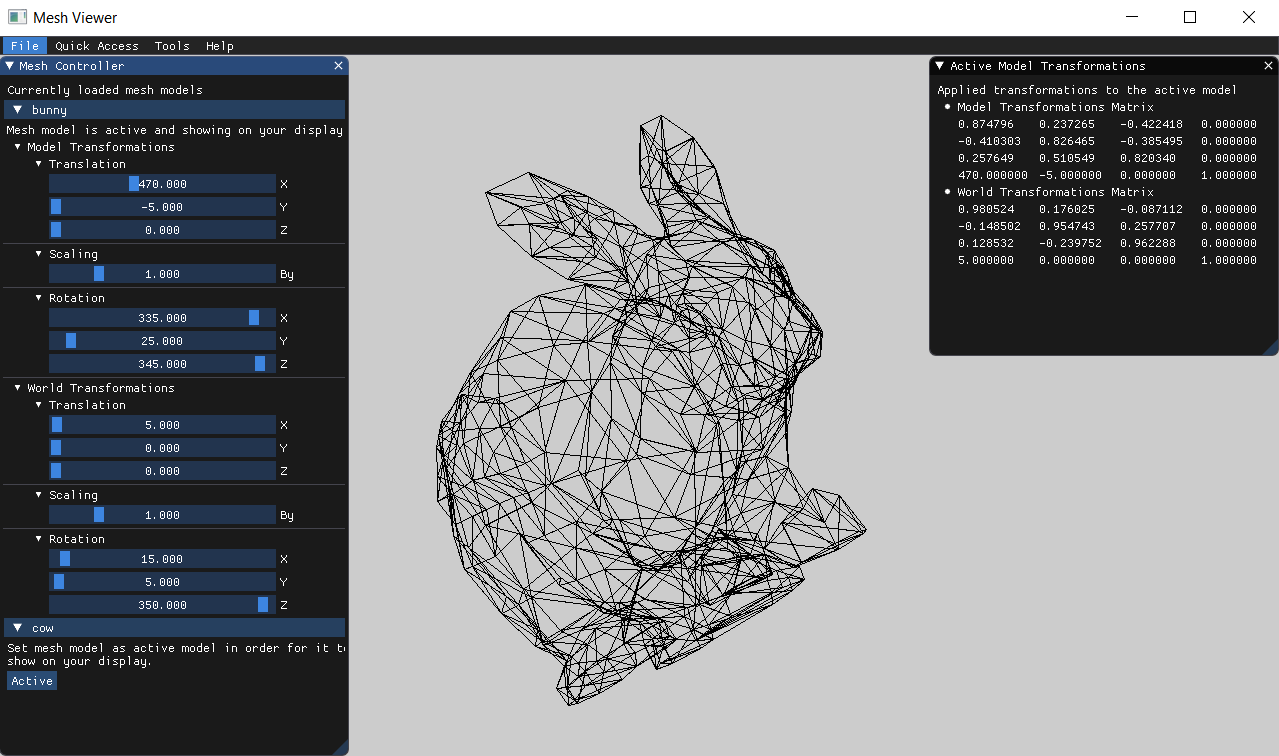 Mesh Viewer
File Quick Access Tools Help
Mesh Controller
Currently loaded mesh models
bunny
Mesh model is active and showing on your display
Model Transformations
Translation
470.000 X
-5.000 Y
0.000 Z
Scaling
1.000 By
Rotation
335.000 X
25.000 Y
345.000 Z
World Transformations
Translation
5.000 X
0.000 Y
0.000 Z
Scaling
1.000 By
Rotation
15.000 X
5.000 Y
350.000 Z
cow
Set mesh model as active model in order for it to
show on your display.
Active
Active Model Transformations
Applied transformations to the active model
Model Transformations Matrix
0.874796 0.237265 -0.422418 0.000000
-0.410303 0.826465 -0.385495 0.000000
0.257649 0.510549 0.820340 0.000000
470.000000 -5.000000 0.000000 1.000000
World Transformations Matrix
0.980524 0.176025 -0.087112 0.000000
-0.148502 0.954743 0.257707 0.000000
0.128532 -0.239752 0.962288 0.000000
5.000000 0.000000 0.000000 1.000000